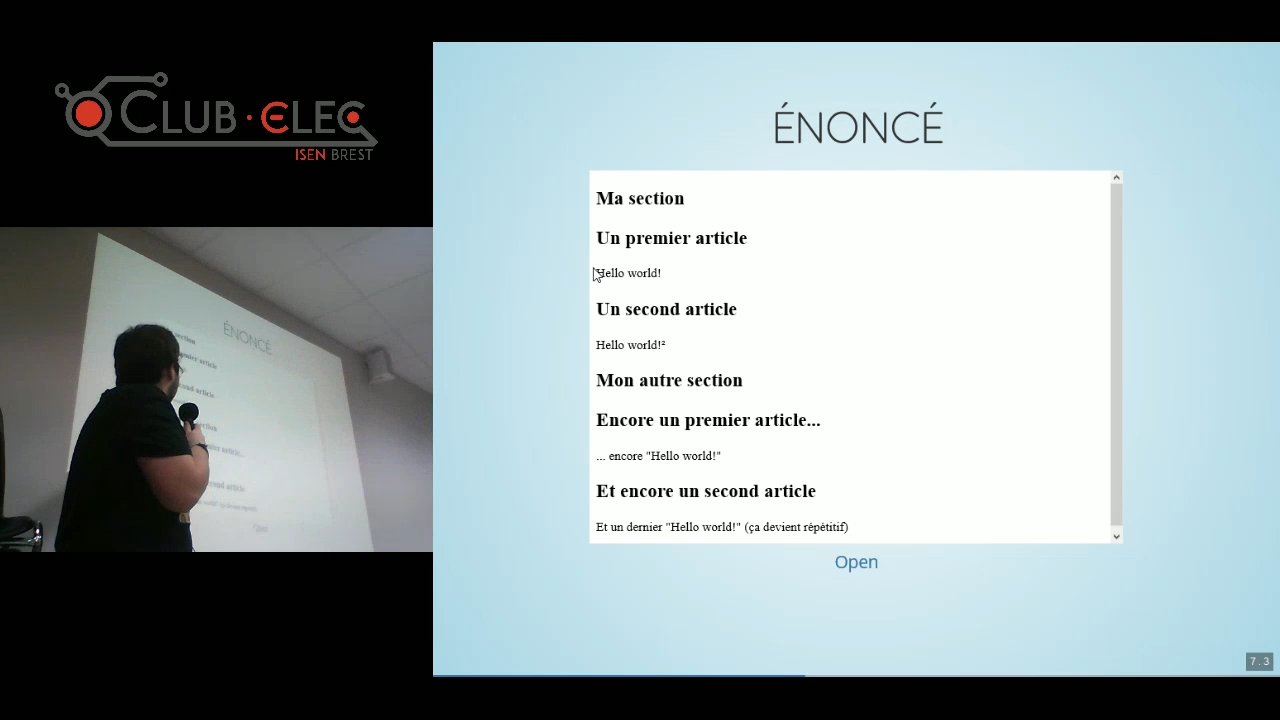 CLUB · ELEC
ISEN BREST
ÉNONCÉ
Ma section
Un premier article
Hello world!
Un second article
Hello world!²
Mon autre section
Encore un premier article...
... encore "Hello world!"
Et encore un second article
Et un dernier "Hello world!" (ça devient répétitif)
Open
7.3
ÉNONCÉ